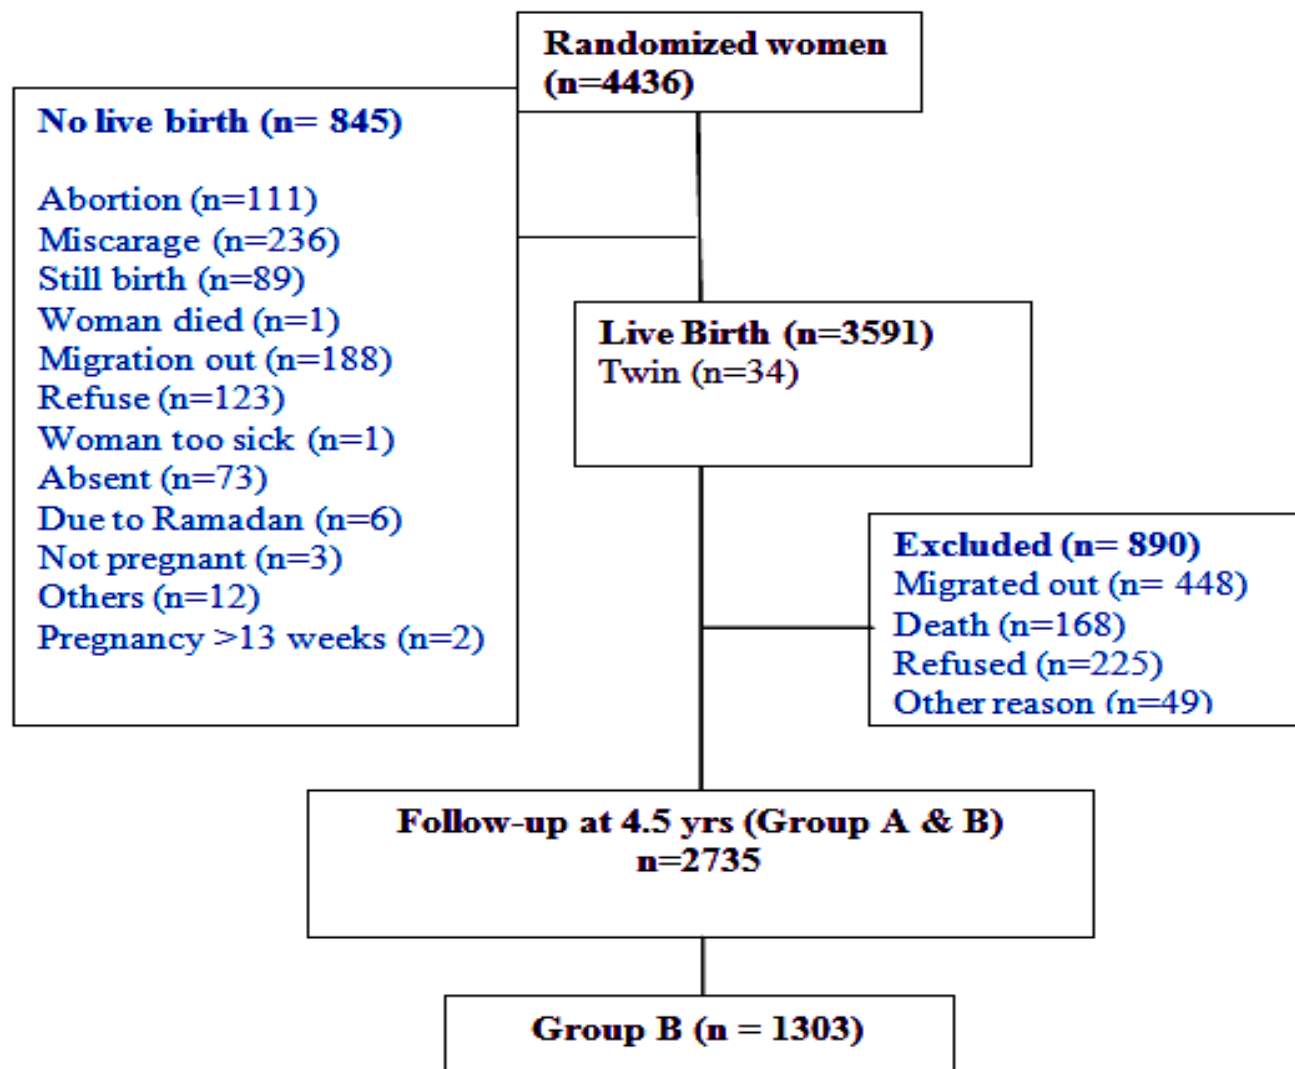 Randomized women
(n=4436)
No live birth (n= 845)
Abortion (n=111)
Miscarage (n=236)
Still birth (n=89)
Woman died (n=1)
Migration out (n=188)
Refuse (n=123)
Woman too sick (n=1)
Absent (n=73)
Due to Ramadan (n=6)
Not pregnant (n=3)
Others (n=12)
Pregnancy >13 weeks (n=2)
Live Birth (n=3591)
Twin (n=34)
Excluded (n= 890)
Migrated out (n= 448)
Death (n=168)
Refused (n=225)
Other reason (n=49)
Follow-up at 4.5 yrs (Group A & B)
n=2735
Group B (n = 1303)